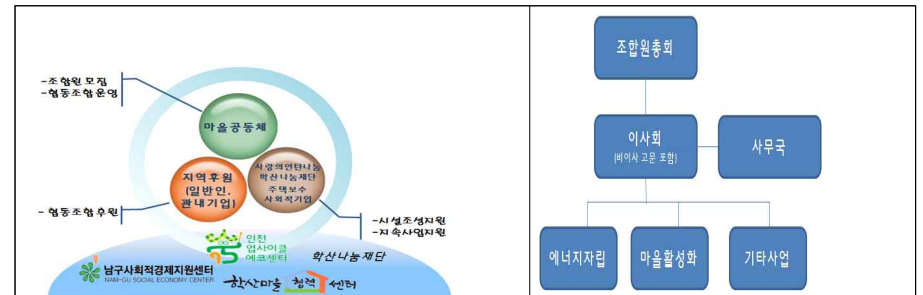 -조합원 모집
-협동조합운영
마을공동체
지역후원
(일반인,
관내기업)
사랑의연탄나눔
학산나눔재단
주택보수
사회적기업
-협동조합후원
-시설조성지원
-지속사업지원
인천
업사이클
에코센터
학산나눔재단
남구사회적경제지원센터
NAM-GU SOCIAL ECONOMY CENTER
학산마을 협력 센터
조합원총회
이사회
(비이사 고문 포함)
사무국
에너지자립
마을활성화
기타사업